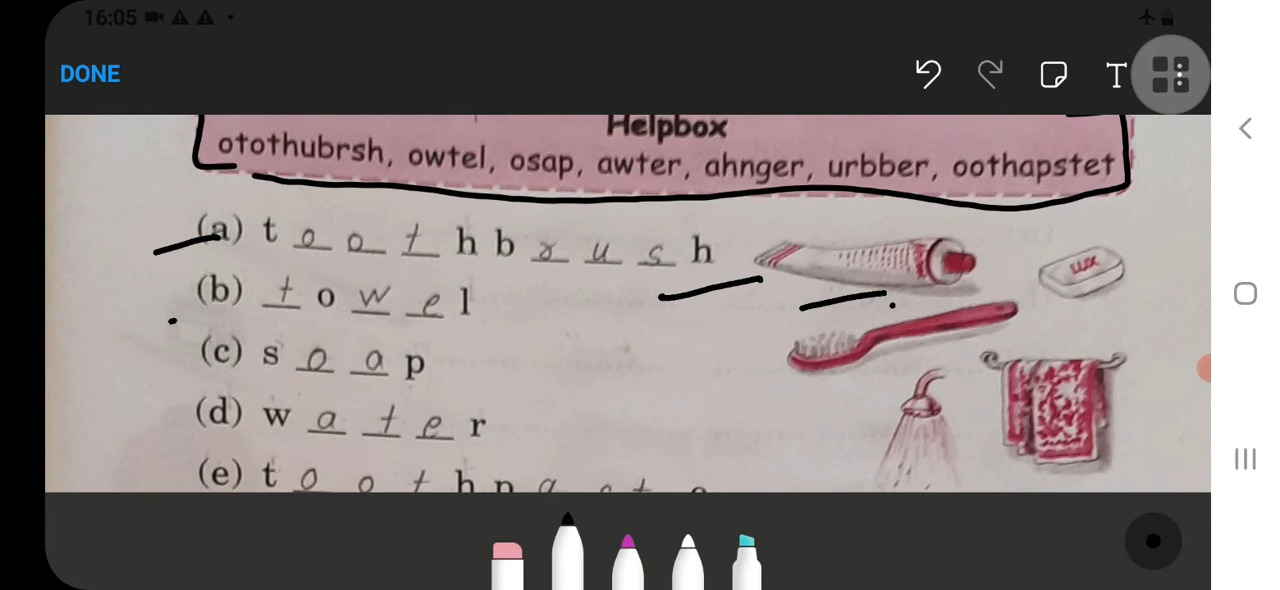 16:05
DONE
T
Helpbox
otothubrsh, owtel, osap, awter, ahnger, urbber, oothapstet
(a) t o o t h b r u s h
(b) t o w e l
lux
(c) s o a p
(d) w a t e r
(e) t o o t h p a s t e